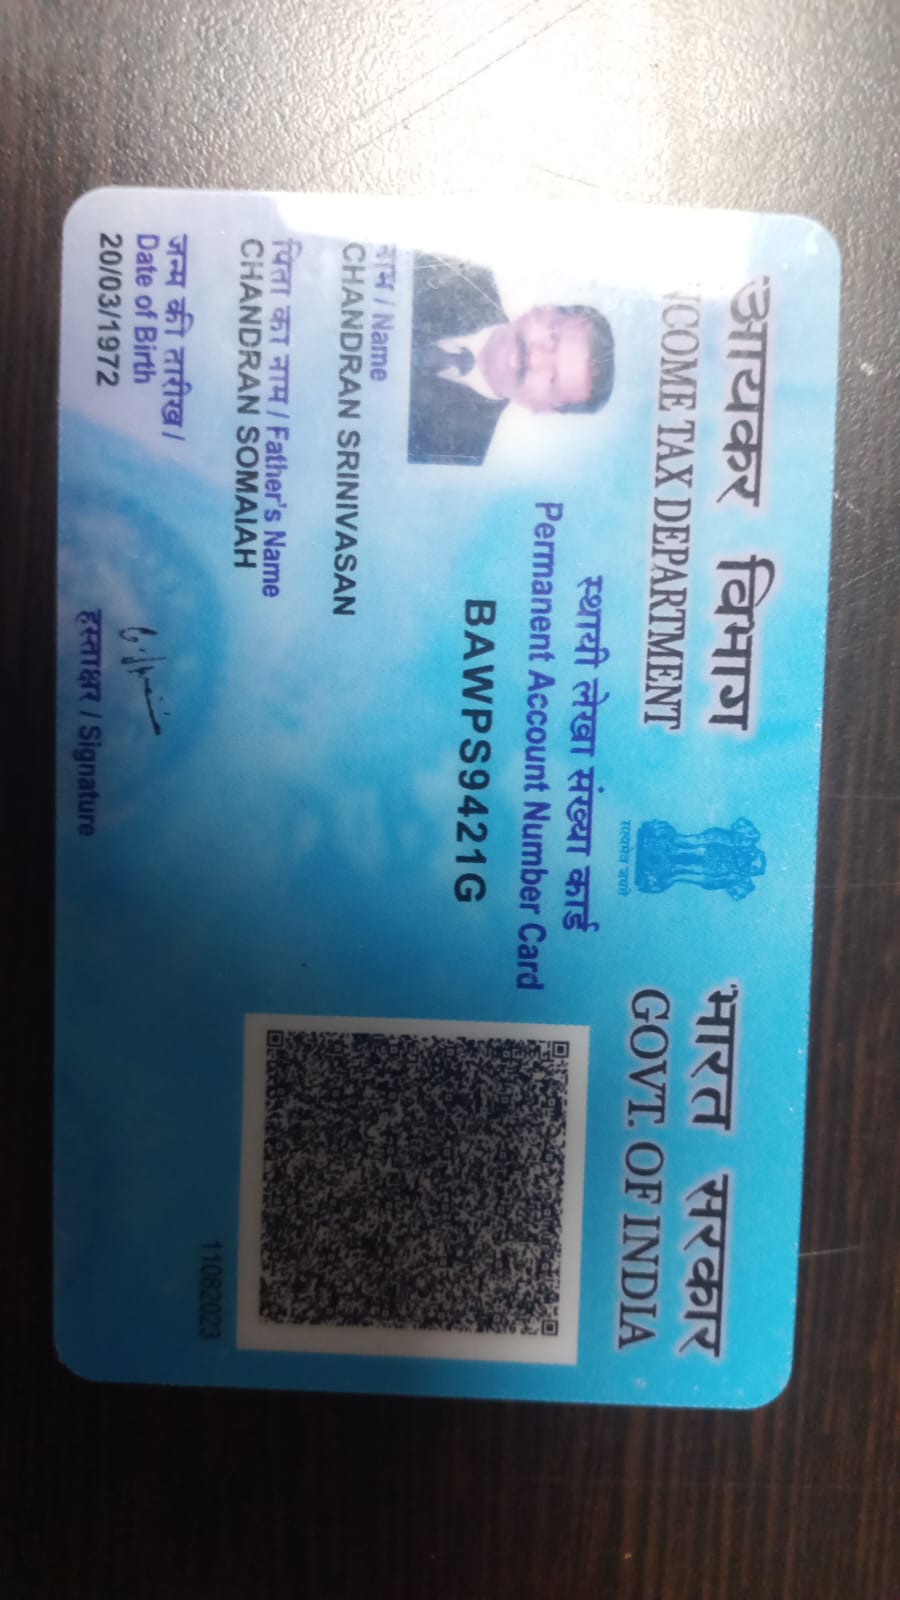 आयकर विभाग
INCOME TAX DEPARTMENT
सत्यमेव जयते
भारत सरकार
GOVT. OF INDIA
स्थायी लेखा संख्या कार्ड
Permanent Account Number Card
BAWPS9421G
नाम / Name
CHANDRAN SRINIVASAN
पिता का नाम / Father's Name
CHANDRAN SOMAIAH
जन्म की तारीख /
Date of Birth
20/03/1972
हस्ताक्षर / Signature
11082023